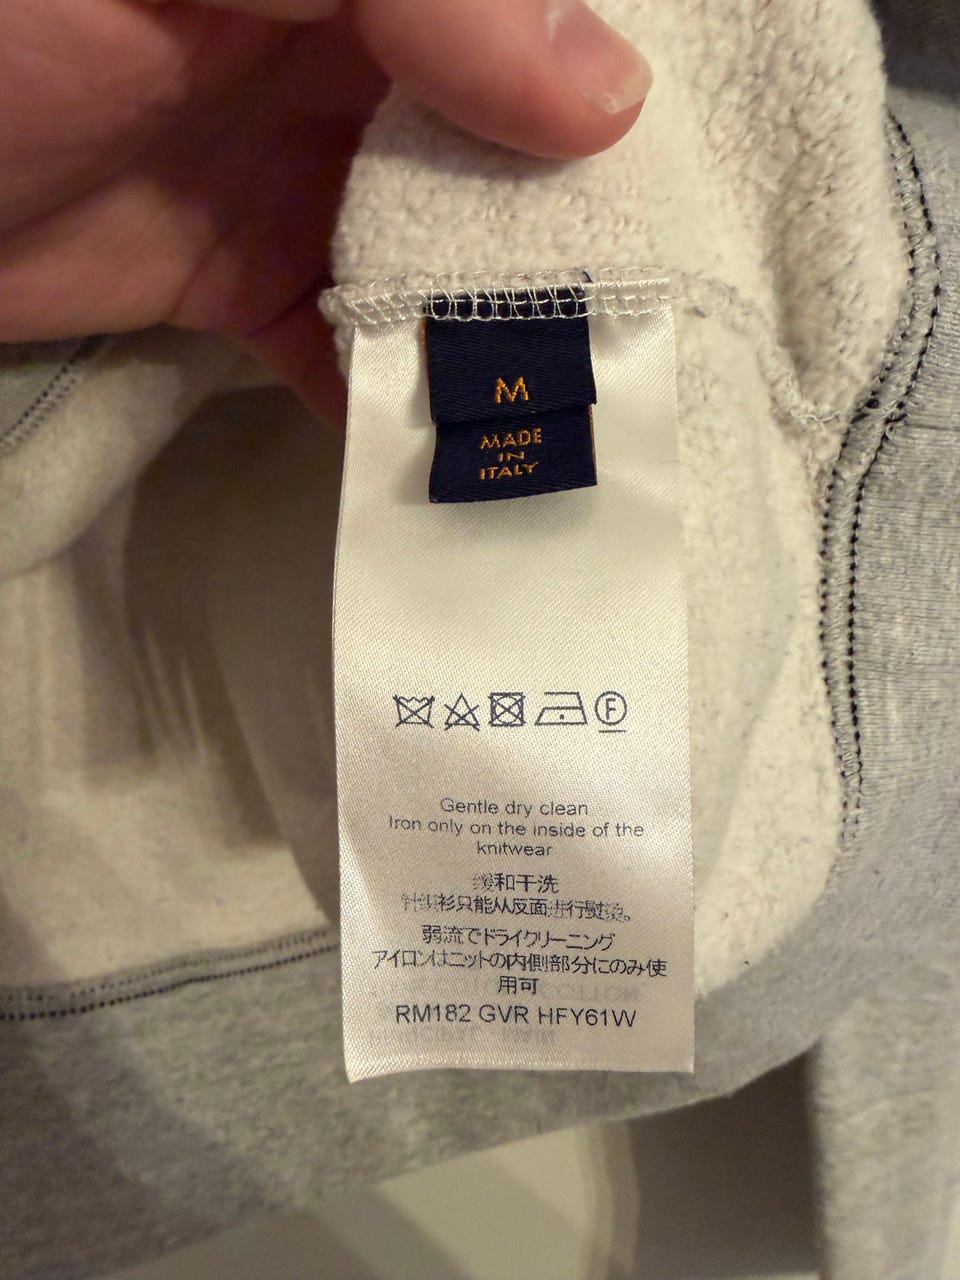 M
MADE
IN
ITALY
F
Gentle dry clean
Iron only on the inside of the
knitwear
缓和干洗
针织衫只能从反面进行熨烫。
弱流でドライクリーニング
アイロンはニットの内側部分にのみ使
用可
RM182 GVR HFY61W